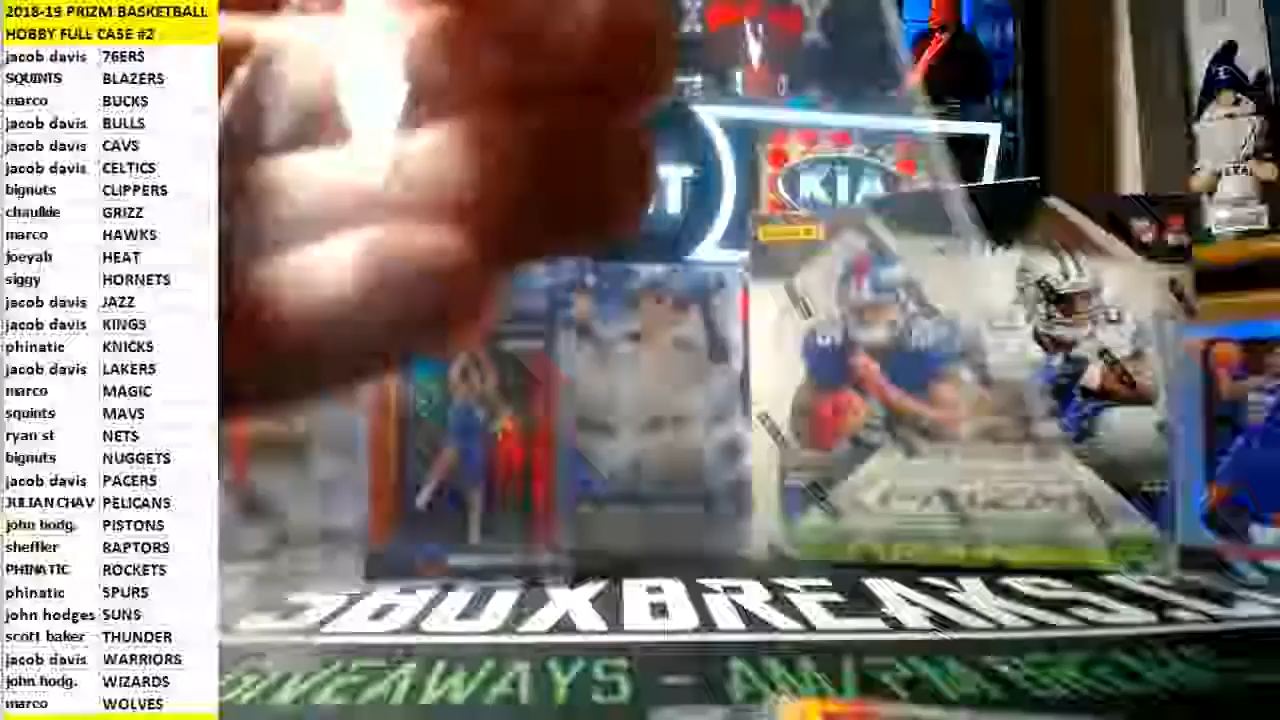 2018-19 PRIZM BASKETBALL
HOBBY FULL CASE #2
jacob davis 76ERS
SQUINTS BLAZERS
marco BUCKS
jacob davis BULLS
jacob davis CAVS
jacob davis CELTICS
bignuts CLIPPERS
chaulkie GRIZZ
marco HAWKS
joeyah HEAT
siggy HORNETS
jacob davis JAZZ
jacob davis KINGS
phinatic KNICKS
jacob davis LAKERS
marco MAGIC
squints MAVS
ryan st NETS
bignuts NUGGETS
jacob davis PACERS
JULIAN CHAV PELICANS
john hodg. PISTONS
sheffler RAPTORS
PHINATIC ROCKETS
phinatic SPURS
john hodges SUNS
scott baker THUNDER
jacob davis WARRIORS
john hodg. WIZARDS
marco WOLVES
KIA
GIVEAWAYS -